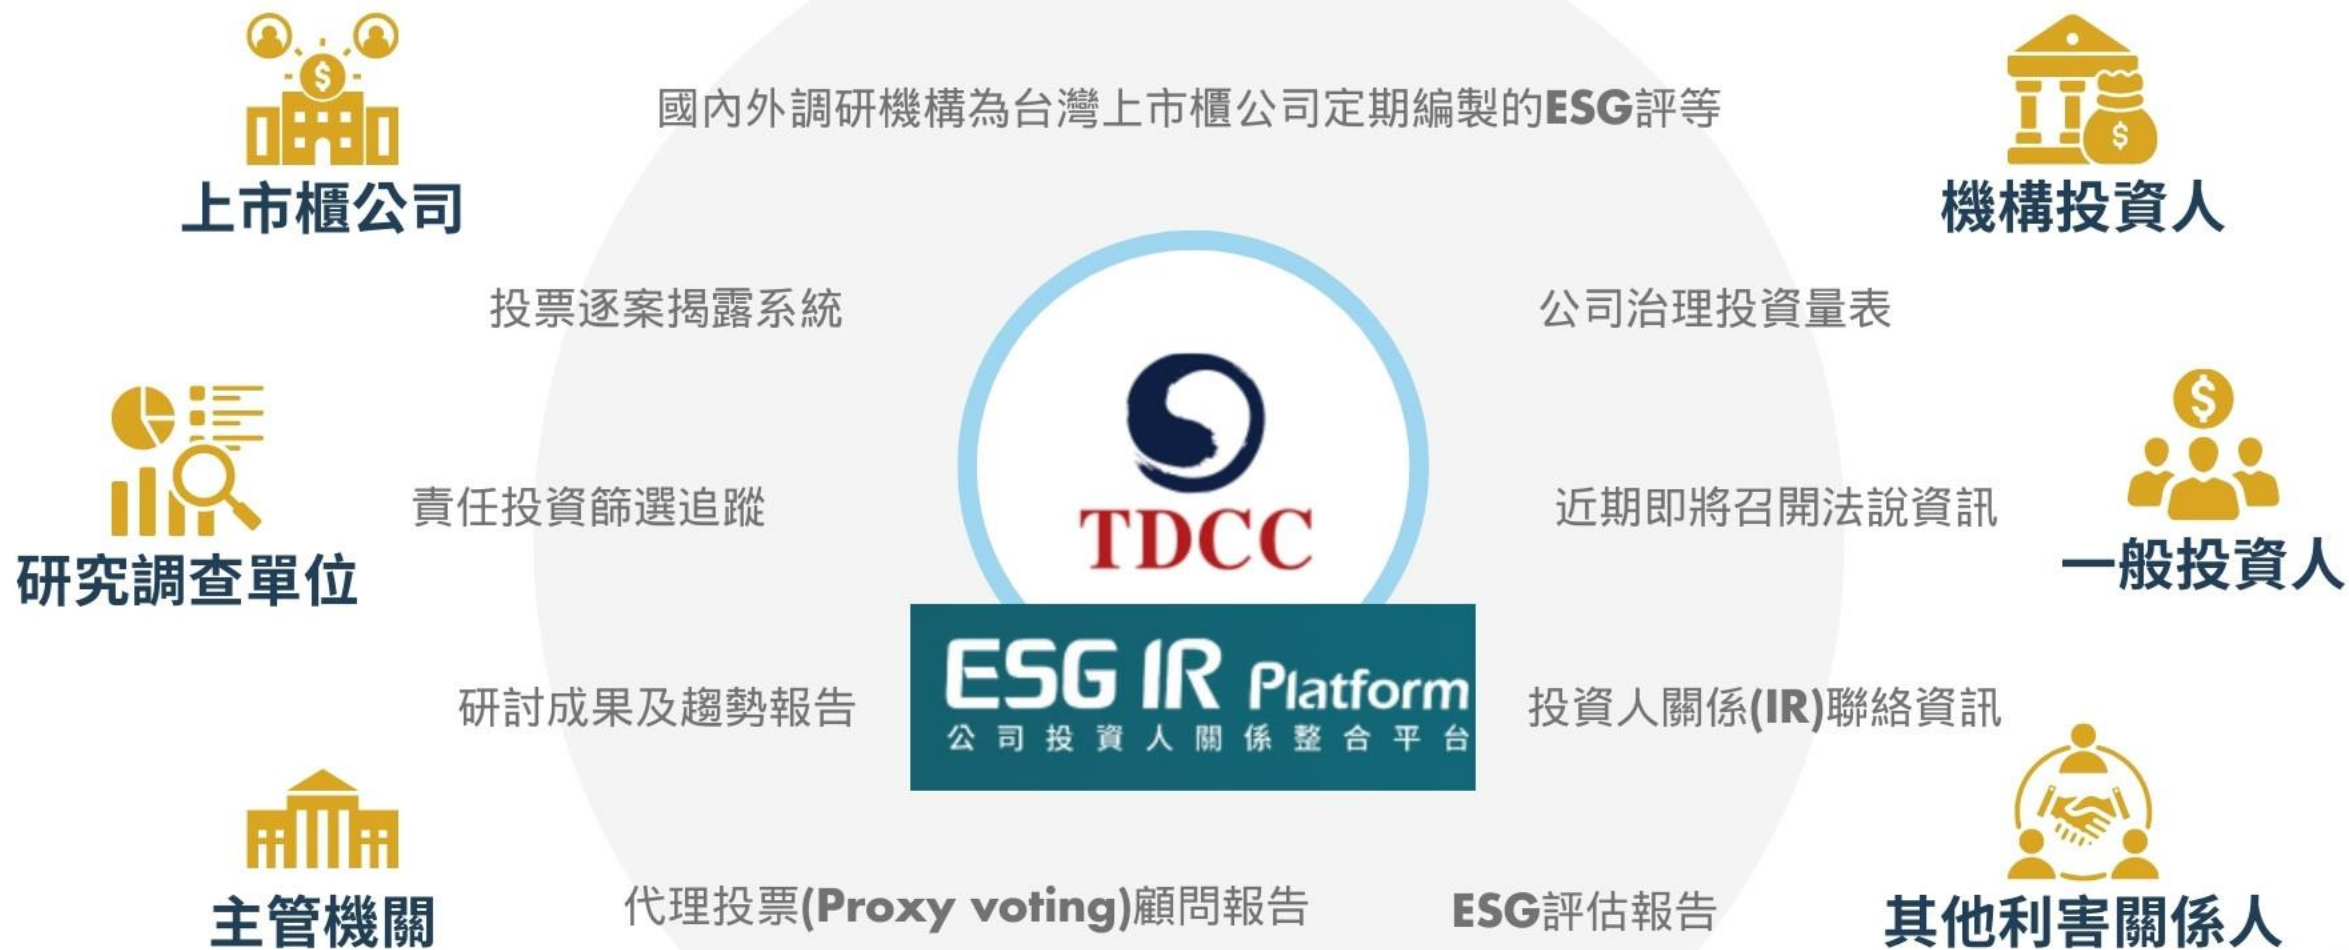 國內外調研機構為台灣上市櫃公司定期編製的ESG評等
上市櫃公司
機構投資人
投票逐案揭露系統
公司治理投資量表
責任投資篩選追蹤
近期即將召開法說資訊
TDCC
研究調查單位
一般投資人
ESG IR Platform
公司投資人關係整合平台
研討成果及趨勢報告
投資人關係(IR)聯絡資訊
代理投票(Proxy voting)顧問報告
ESG評估報告
主管機關
其他利害關係人